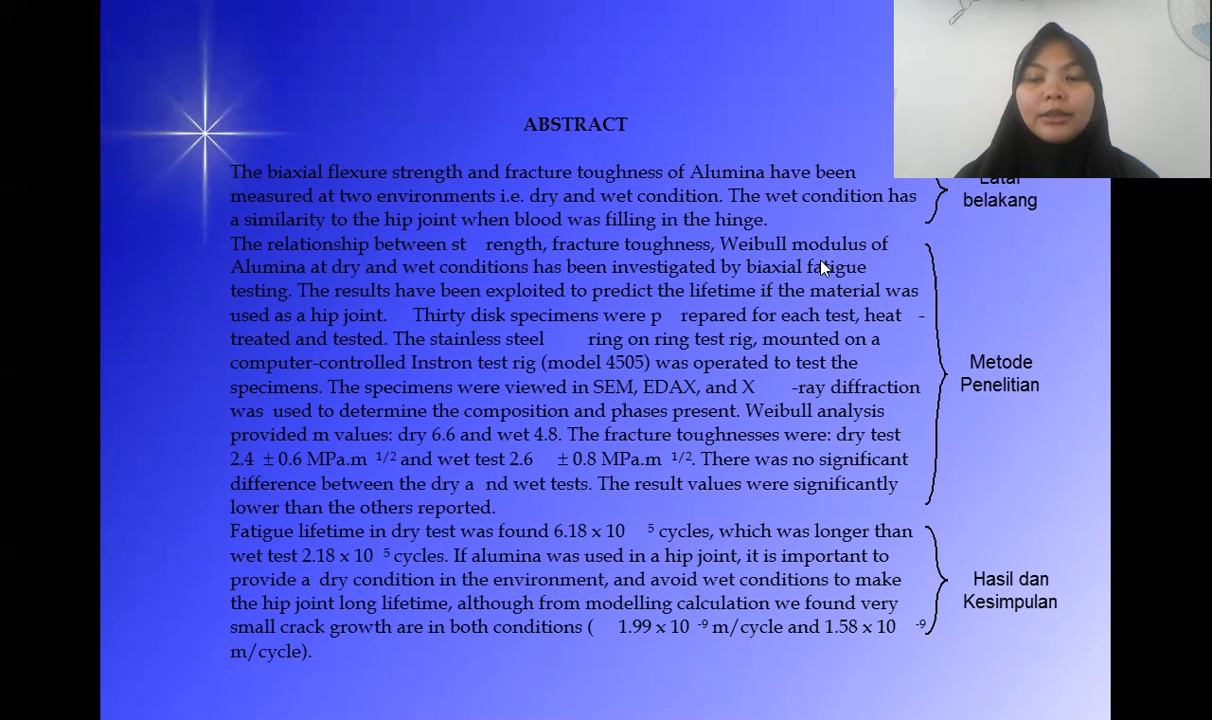 ABSTRACT
The biaxial flexure strength and fracture toughness of Alumina have been
measured at two environments i.e. dry and wet condition. The wet condition has
a similarity to the hip joint when blood was filling in the hinge.
Latar
belakang
The relationship between st rength, fracture toughness, Weibull modulus of
Alumina at dry and wet conditions has been investigated by biaxial fatigue
testing. The results have been exploited to predict the lifetime if the material was
used as a hip joint. Thirty disk specimens were p repared for each test, heat -
treated and tested. The stainless steel ring on ring test rig, mounted on a
computer-controlled Instron test rig (model 4505) was operated to test the
specimens. The specimens were viewed in SEM, EDAX, and X -ray diffraction
was used to determine the composition and phases present. Weibull analysis
provided m values: dry 6.6 and wet 4.8. The fracture toughnesses were: dry test
2.4 ± 0.6 MPa.m 1/2 and wet test 2.6 ± 0.8 MPa.m 1/2. There was no significant
difference between the dry a nd wet tests. The result values were significantly
lower than the others reported.
Metode
Penelitian
Fatigue lifetime in dry test was found 6.18 x 10 5 cycles, which was longer than
wet test 2.18 x 10 5 cycles. If alumina was used in a hip joint, it is important to
provide a dry condition in the environment, and avoid wet conditions to make
the hip joint long lifetime, although from modelling calculation we found very
small crack growth are in both conditions ( 1.99 x 10 -9 m/cycle and 1.58 x 10 -9
m/cycle).
Hasil dan
Kesimpulan